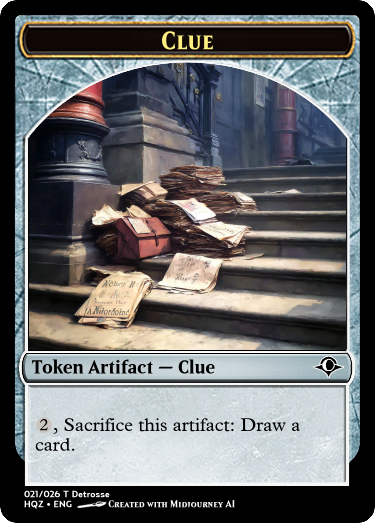 Clue
Token Artifact — Clue
2, Sacrifice this artifact: Draw a
card.
021/026 T Detrosse
HQZ • ENG Created with Midjourney AI